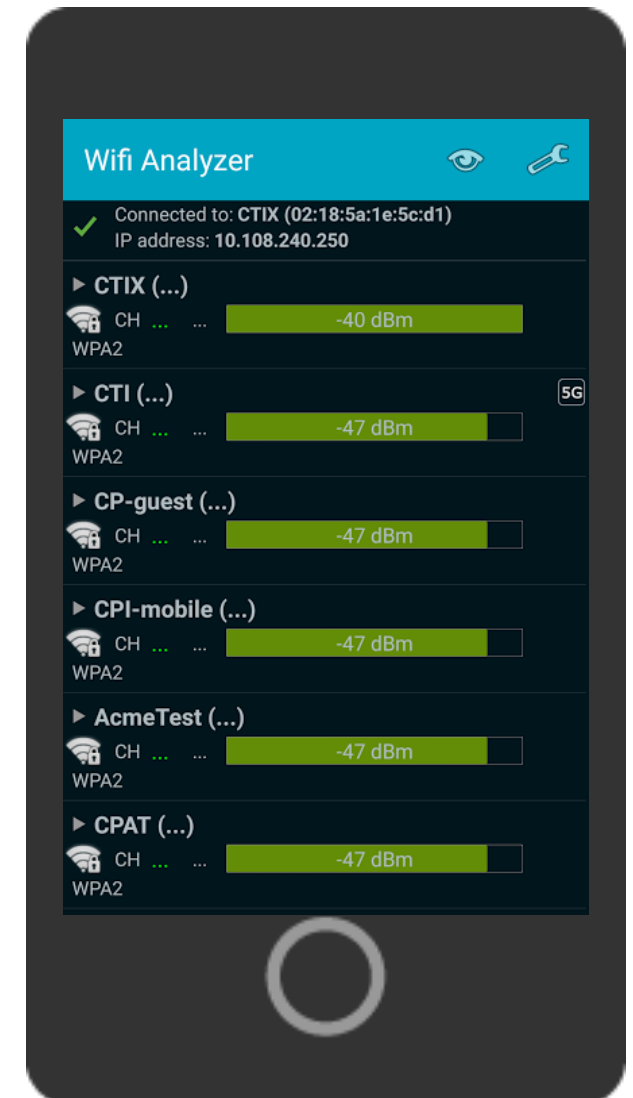 Wifi Analyzer
Connected to: CTIX (02:18:5a:1e:5c:d1)
IP address: 10.108.240.250
CTIX (...)
CH ... ... -40 dBm
WPA2
CTI (...) 5G
CH ... ... -47 dBm
WPA2
CP-guest (...)
CH ... ... -47 dBm
WPA2
CPI-mobile (...)
CH ... ... -47 dBm
WPA2
AcmeTest (...)
CH ... ... -47 dBm
WPA2
CPAT (...)
CH ... ... -47 dBm
WPA2